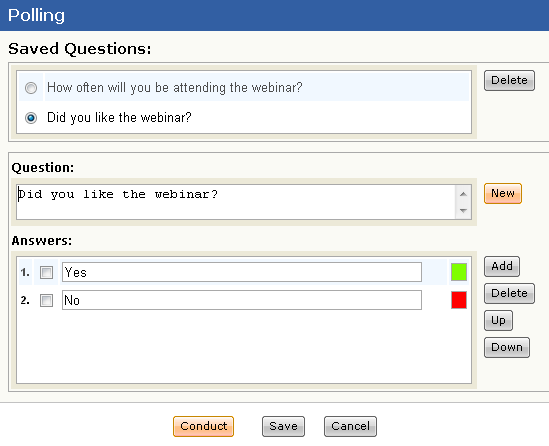 Polling
Saved Questions:
How often will you be attending the webinar?
Delete
Did you like the webinar?
Question:
Did you like the webinar?
New
Answers:
1. Yes
Add
2. No
Delete
Up
Down
Conduct Save Cancel